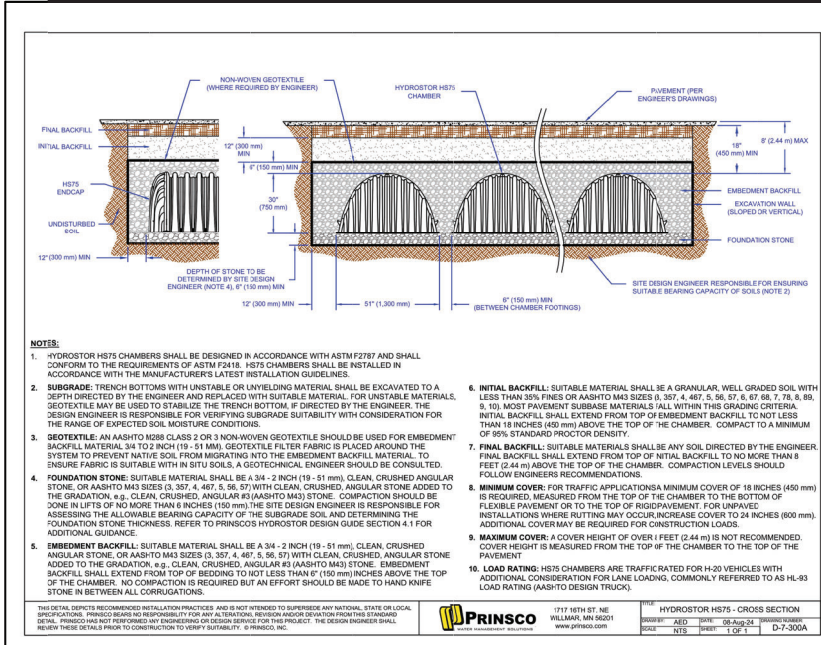 NON-WOVEN GEOTEXTILE
(WHERE REQUIRED BY ENGINEER)
HYDROSTOR HS75
CHAMBER
PAVEMENT (PER
ENGINEER'S DRAWINGS)
FINAL BACKFILL
INITIAL BACKFILL
12" (300 mm)
MIN
6" (150 mm) MIN
18"
(450 mm) MIN
8' (2.44 m) MAX
HS75
ENDCAP
30"
(750 mm)
EMBEDMENT BACKFILL
EXCAVATION WALL
(SLOPED OR VERTICAL)
UNDISTURBED
SOIL
FOUNDATION STONE
12" (300 mm) MIN
DEPTH OF STONE TO BE
DETERMINED BY SITE DESIGN
ENGINEER (NOTE 4), 6" (150 mm) MIN
SITE DESIGN ENGINEER RESPONSIBLE FOR ENSURING
SUITABLE BEARING CAPACITY OF SOILS (NOTE 2)
12" (300 mm) MIN
51" (1,300 mm)
6" (150 mm) MIN
(BETWEEN CHAMBER FOOTINGS)
NOTES:
1. HYDROSTOR HS75 CHAMBERS SHALL BE DESIGNED IN ACCORDANCE WITH ASTM F2787 AND SHALL
CONFORM TO THE REQUIREMENTS OF ASTM F2418. HS75 CHAMBERS SHALL BE INSTALLED IN
ACCORDANCE WITH THE MANUFACTURER'S LATEST INSTALLATION GUIDELINES.
2. SUBGRADE: TRENCH BOTTOMS WITH UNSTABLE OR UNYIELDING MATERIAL SHALL BE EXCAVATED TO A
DEPTH DIRECTED BY THE ENGINEER AND REPLACED WITH SUITABLE MATERIAL. FOR UNSTABLE MATERIALS,
GEOTEXTILE MAY BE USED TO STABILIZE THE TRENCH BOTTOM, IF DIRECTED BY THE ENGINEER. THE
DESIGN ENGINEER IS RESPONSIBLE FOR VERIFYING SUBGRADE SUITABILITY WITH CONSIDERATION FOR
THE RANGE OF EXPECTED SOIL MOISTURE CONDITIONS.
3. GEOTEXTILE: AN AASHTO M288 CLASS 2 OR 3 NON-WOVEN GEOTEXTILE SHOULD BE USED FOR EMBEDMENT
BACKFILL MATERIAL 3/4 TO 2 INCH (19 - 51 MM). GEOTEXTILE FILTER FABRIC IS PLACED AROUND THE
SYSTEM TO PREVENT NATIVE SOIL FROM MIGRATING INTO THE EMBEDMENT BACKFILL MATERIAL. TO
ENSURE FABRIC IS SUITABLE WITH IN SITU SOILS, A GEOTECHNICAL ENGINEER SHOULD BE CONSULTED.
4. FOUNDATION STONE: SUITABLE MATERIAL SHALL BE A 3/4 - 2 INCH (19 - 51 mm), CLEAN, CRUSHED ANGULAR
STONE, OR AASHTO M43 SIZES (3, 357, 4, 467, 5, 56, 57) WITH CLEAN, CRUSHED, ANGULAR STONE ADDED TO
THE GRADATION, e.g., CLEAN, CRUSHED, ANGULAR #3 (AASHTO M43) STONE. COMPACTION SHOULD BE
DONE IN LIFTS OF NO MORE THAN 6 INCHES (150 mm).THE SITE DESIGN ENGINEER IS RESPONSIBLE FOR
ASSESSING THE ALLOWABLE BEARING CAPACITY OF THE SUBGRADE SOIL AND DETERMINING THE
FOUNDATION STONE THICKNESS. REFER TO PRINSCO'S HYDROSTOR DESIGN GUIDE SECTION 4.1 FOR
ADDITIONAL GUIDANCE.
5. EMBEDMENT BACKFILL: SUITABLE MATERIAL SHALL BE A 3/4 - 2 INCH (19 - 51 mm), CLEAN, CRUSHED
ANGULAR STONE, OR AASHTO M43 SIZES (3, 357, 4, 467, 5, 56, 57) WITH CLEAN, CRUSHED, ANGULAR STONE
ADDED TO THE GRADATION, e.g., CLEAN, CRUSHED, ANGULAR #3 (AASHTO M43) STONE. EMBEDMENT
BACKFILL SHALL EXTEND FROM TOP OF BEDDING TO NOT LESS THAN 6" (150 mm) INCHES ABOVE THE TOP
OF THE CHAMBER. NO COMPACTION IS REQUIRED BUT AN EFFORT SHOULD BE MADE TO HAND KNIFE
STONE IN BETWEEN ALL CORRUGATIONS.
6. INITIAL BACKFILL: SUITABLE MATERIAL SHALL BE A GRANULAR, WELL GRADED SOIL WITH
LESS THAN 35% FINES OR AASHTO M43 SIZES (3, 357, 4, 467, 5, 56, 57, 6, 67, 68, 7, 78, 8, 89,
9, 10). MOST PAVEMENT SUBBASE MATERIALS FALL WITHIN THIS GRADING CRITERIA.
INITIAL BACKFILL SHALL EXTEND FROM TOP OF EMBEDMENT BACKFILL TO NOT LESS
THAN 18 INCHES (450 mm) ABOVE THE TOP OF THE CHAMBER. COMPACT TO A MINIMUM
OF 95% STANDARD PROCTOR DENSITY.
7. FINAL BACKFILL: SUITABLE MATERIALS SHALL BE ANY SOIL DIRECTED BY THE ENGINEER.
FINAL BACKFILL SHALL EXTEND FROM TOP OF INITIAL BACKFILL TO NO MORE THAN 8
FEET (2.44 m) ABOVE THE TOP OF THE CHAMBER. COMPACTION LEVELS SHOULD
FOLLOW ENGINEERS RECOMMENDATIONS.
8. MINIMUM COVER: FOR TRAFFIC APPLICATIONS A MINIMUM COVER OF 18 INCHES (450 mm)
IS REQUIRED, MEASURED FROM THE TOP OF THE CHAMBER TO THE BOTTOM OF
FLEXIBLE PAVEMENT OR TO THE TOP OF RIGID PAVEMENT. FOR UNPAVED
INSTALLATIONS WHERE RUTTING MAY OCCUR, INCREASE COVER TO 24 INCHES (600 mm).
ADDITIONAL COVER MAY BE REQUIRED FOR CONSTRUCTION LOADS.
9. MAXIMUM COVER: A COVER HEIGHT OF OVER 8 FEET (2.44 m) IS NOT RECOMMENDED.
COVER HEIGHT IS MEASURED FROM THE TOP OF THE CHAMBER TO THE TOP OF THE
PAVEMENT
10. LOAD RATING: HS75 CHAMBERS ARE TRAFFIC RATED FOR H-20 VEHICLES WITH
ADDITIONAL CONSIDERATION FOR LANE LOADING, COMMONLY REFERRED TO AS HL-93
LOAD RATING (AASHTO DESIGN TRUCK).
THIS DETAIL DEPICTS RECOMMENDED INSTALLATION PRACTICES AND IS NOT INTENDED TO SUPERSEDE ANY NATIONAL, STATE OR LOCAL
SPECIFICATIONS. PRINSCO BEARS NO RESPONSIBILITY FOR ANY ALTERATIONS, REVISION AND/OR DEVIATION FROM THIS STANDARD
DETAIL. PRINSCO HAS NOT PERFORMED ANY ENGINEERING OR DESIGN SERVICE FOR THIS PROJECT. THE DESIGN ENGINEER SHALL
REVIEW THESE DETAILS PRIOR TO CONSTRUCTION TO VERIFY SUITABILITY. © PRINSCO, INC.
PRINSCO
WATER MANAGEMENT SOLUTIONS
1717 16TH ST. NE
WILLMAR, MN 56201
www.prinsco.com
TITLE:
HYDROSTOR HS75 - CROSS SECTION
DRAWN BY: AED DATE: 08-Aug-24 DRAWING NUMBER:
SCALE NTS SHEET: 1 OF 1 D-7-300A